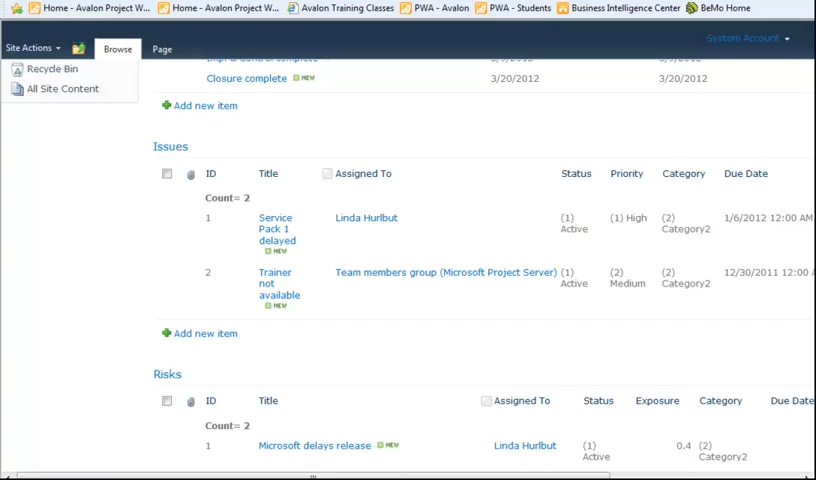 Home - Avalon Project W... Home - Avalon Project W... Avalon Training Classes PWA - Avalon PWA - Students Business Intelligence Center BeMo Home
System Account
Site Actions Browse Page
Recycle Bin
All Site Content
Closure complete NEW 3/20/2012 3/20/2012
Add new item
Issues
ID Title Assigned To Status Priority Category Due Date
Count= 2
1 Service Pack 1 delayed NEW Linda Hurlbut (1) Active (1) High (2) Category2 1/6/2012 12:00 AM
2 Trainer not available NEW Team members group (Microsoft Project Server) (1) Active (2) Medium (2) Category2 12/30/2011 12:00 A
Add new item
Risks
ID Title Assigned To Status Exposure Category Due Date
Count= 2
1 Microsoft delays release NEW Linda Hurlbut (1) Active 0.4 (2) Category2